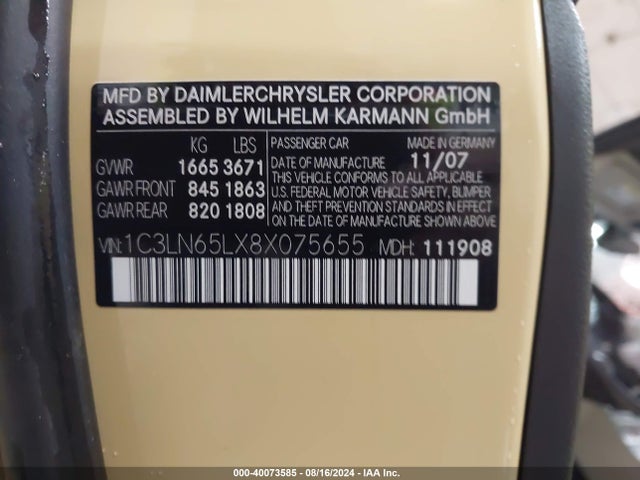 MFD BY DAIMLERCHRYSLER CORPORATION
ASSEMBLED BY WILHELM KARMANN GmbH
KG LBS
GVWR 1665 3671
GAWR FRONT 845 1863
GAWR REAR 820 1808
PASSENGER CAR MADE IN GERMANY
DATE OF MANUFACTURE 11/07
THIS VEHICLE CONFORMS TO ALL APPLICABLE
U.S. FEDERAL MOTOR VEHICLE SAFETY, BUMPER
AND THEFT PREVENTION STANDARDS IN EFFECT
ON THE DATE OF MANUFACTURE SHOWN ABOVE
VIN:1C3LN65LX8X075655 MDH: 111908
000-40073585 - 08/16/2024 - IAA Inc.